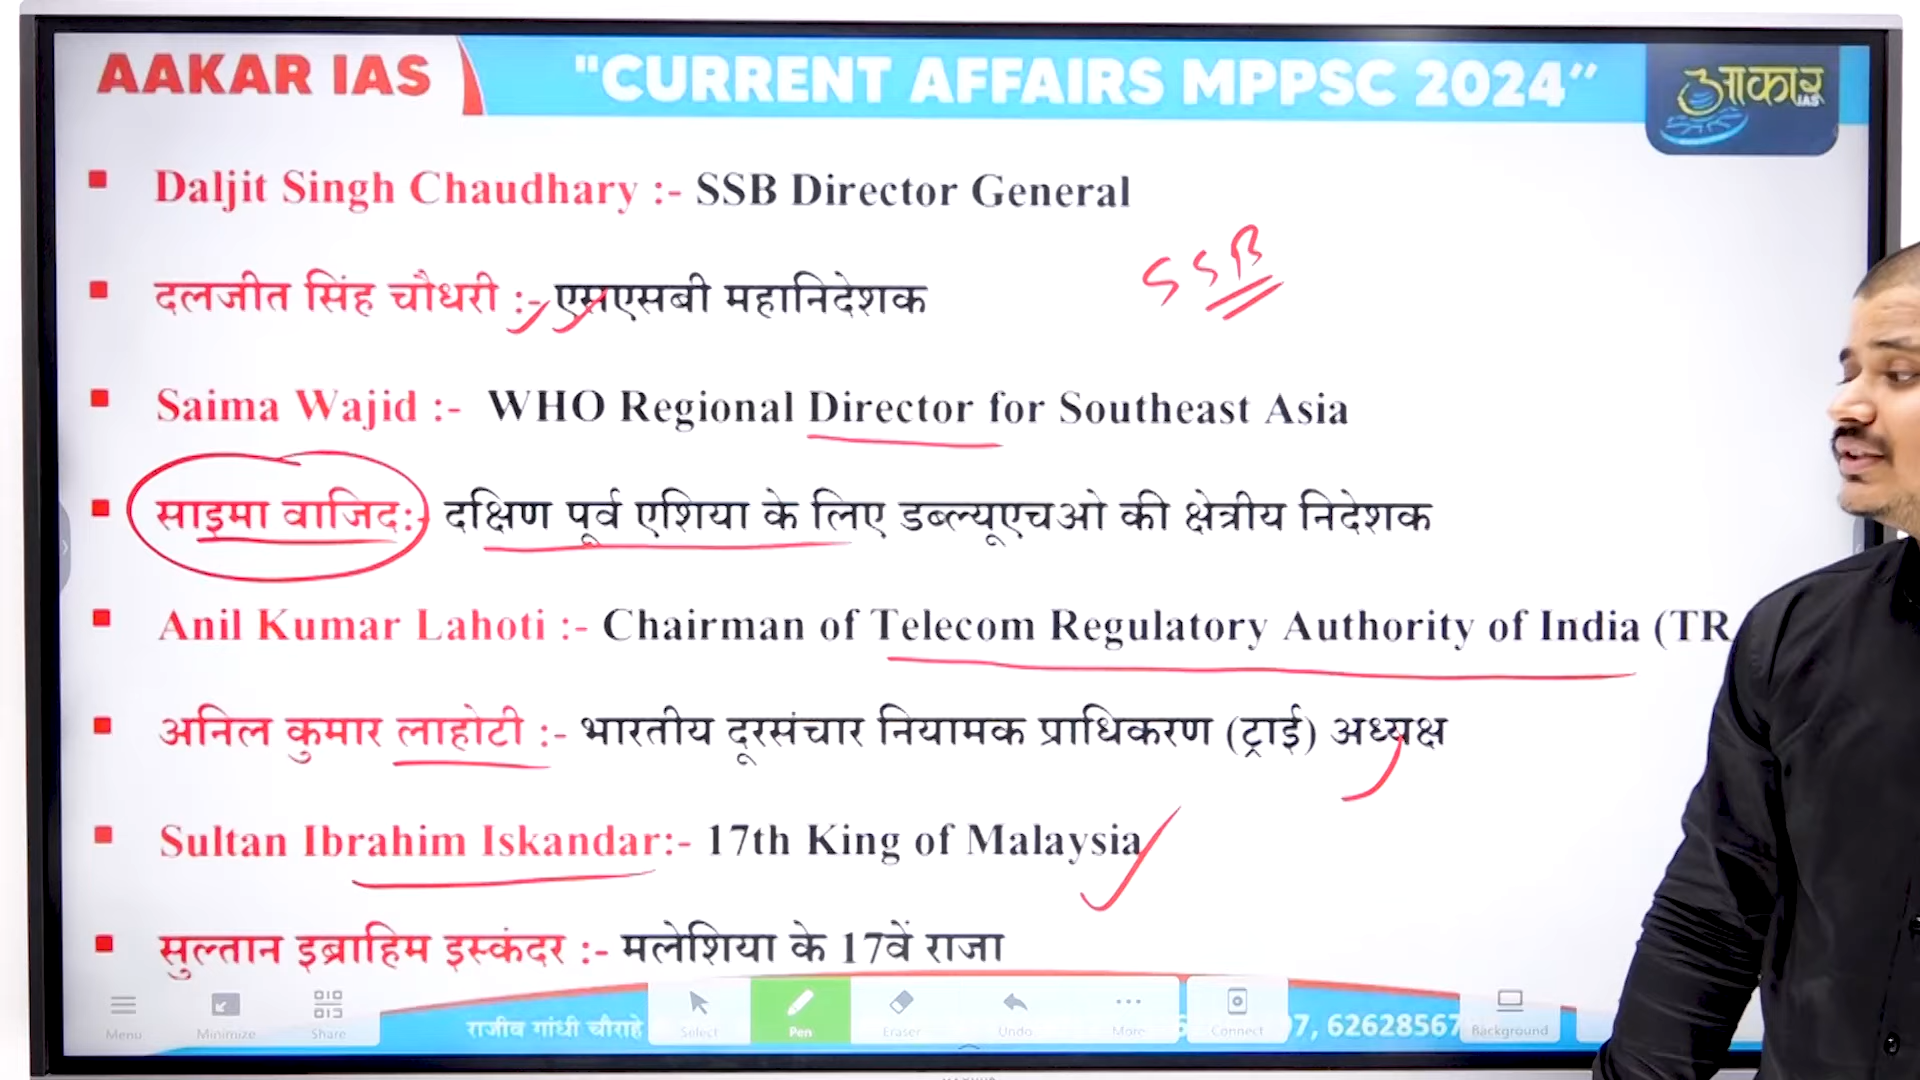 AAKAR IAS
"CURRENT AFFAIRS MPPSC 2024"
आकार
IAS
Daljit Singh Chaudhary :- SSB Director General
SSB
दलजीत सिंह चौधरी :- एसएसबी महानिदेशक
Saima Wajid :- WHO Regional Director for Southeast Asia
साइमा वाजिद:- दक्षिण पूर्व एशिया के लिए डब्ल्यूएचओ की क्षेत्रीय निदेशक
Anil Kumar Lahoti :- Chairman of Telecom Regulatory Authority of India (TR
अनिल कुमार लाहोटी :- भारतीय दूरसंचार नियामक प्राधिकरण (ट्राई) अध्यक्ष
Sultan Ibrahim Iskandar:- 17th King of Malaysia
सुल्तान इब्राहिम इस्कंदर :- मलेशिया के 17वें राजा
Menu Minimize Share Select Pen Eraser Undo More Connect Background
राजीव गांधी चौराहे 7, 62628567